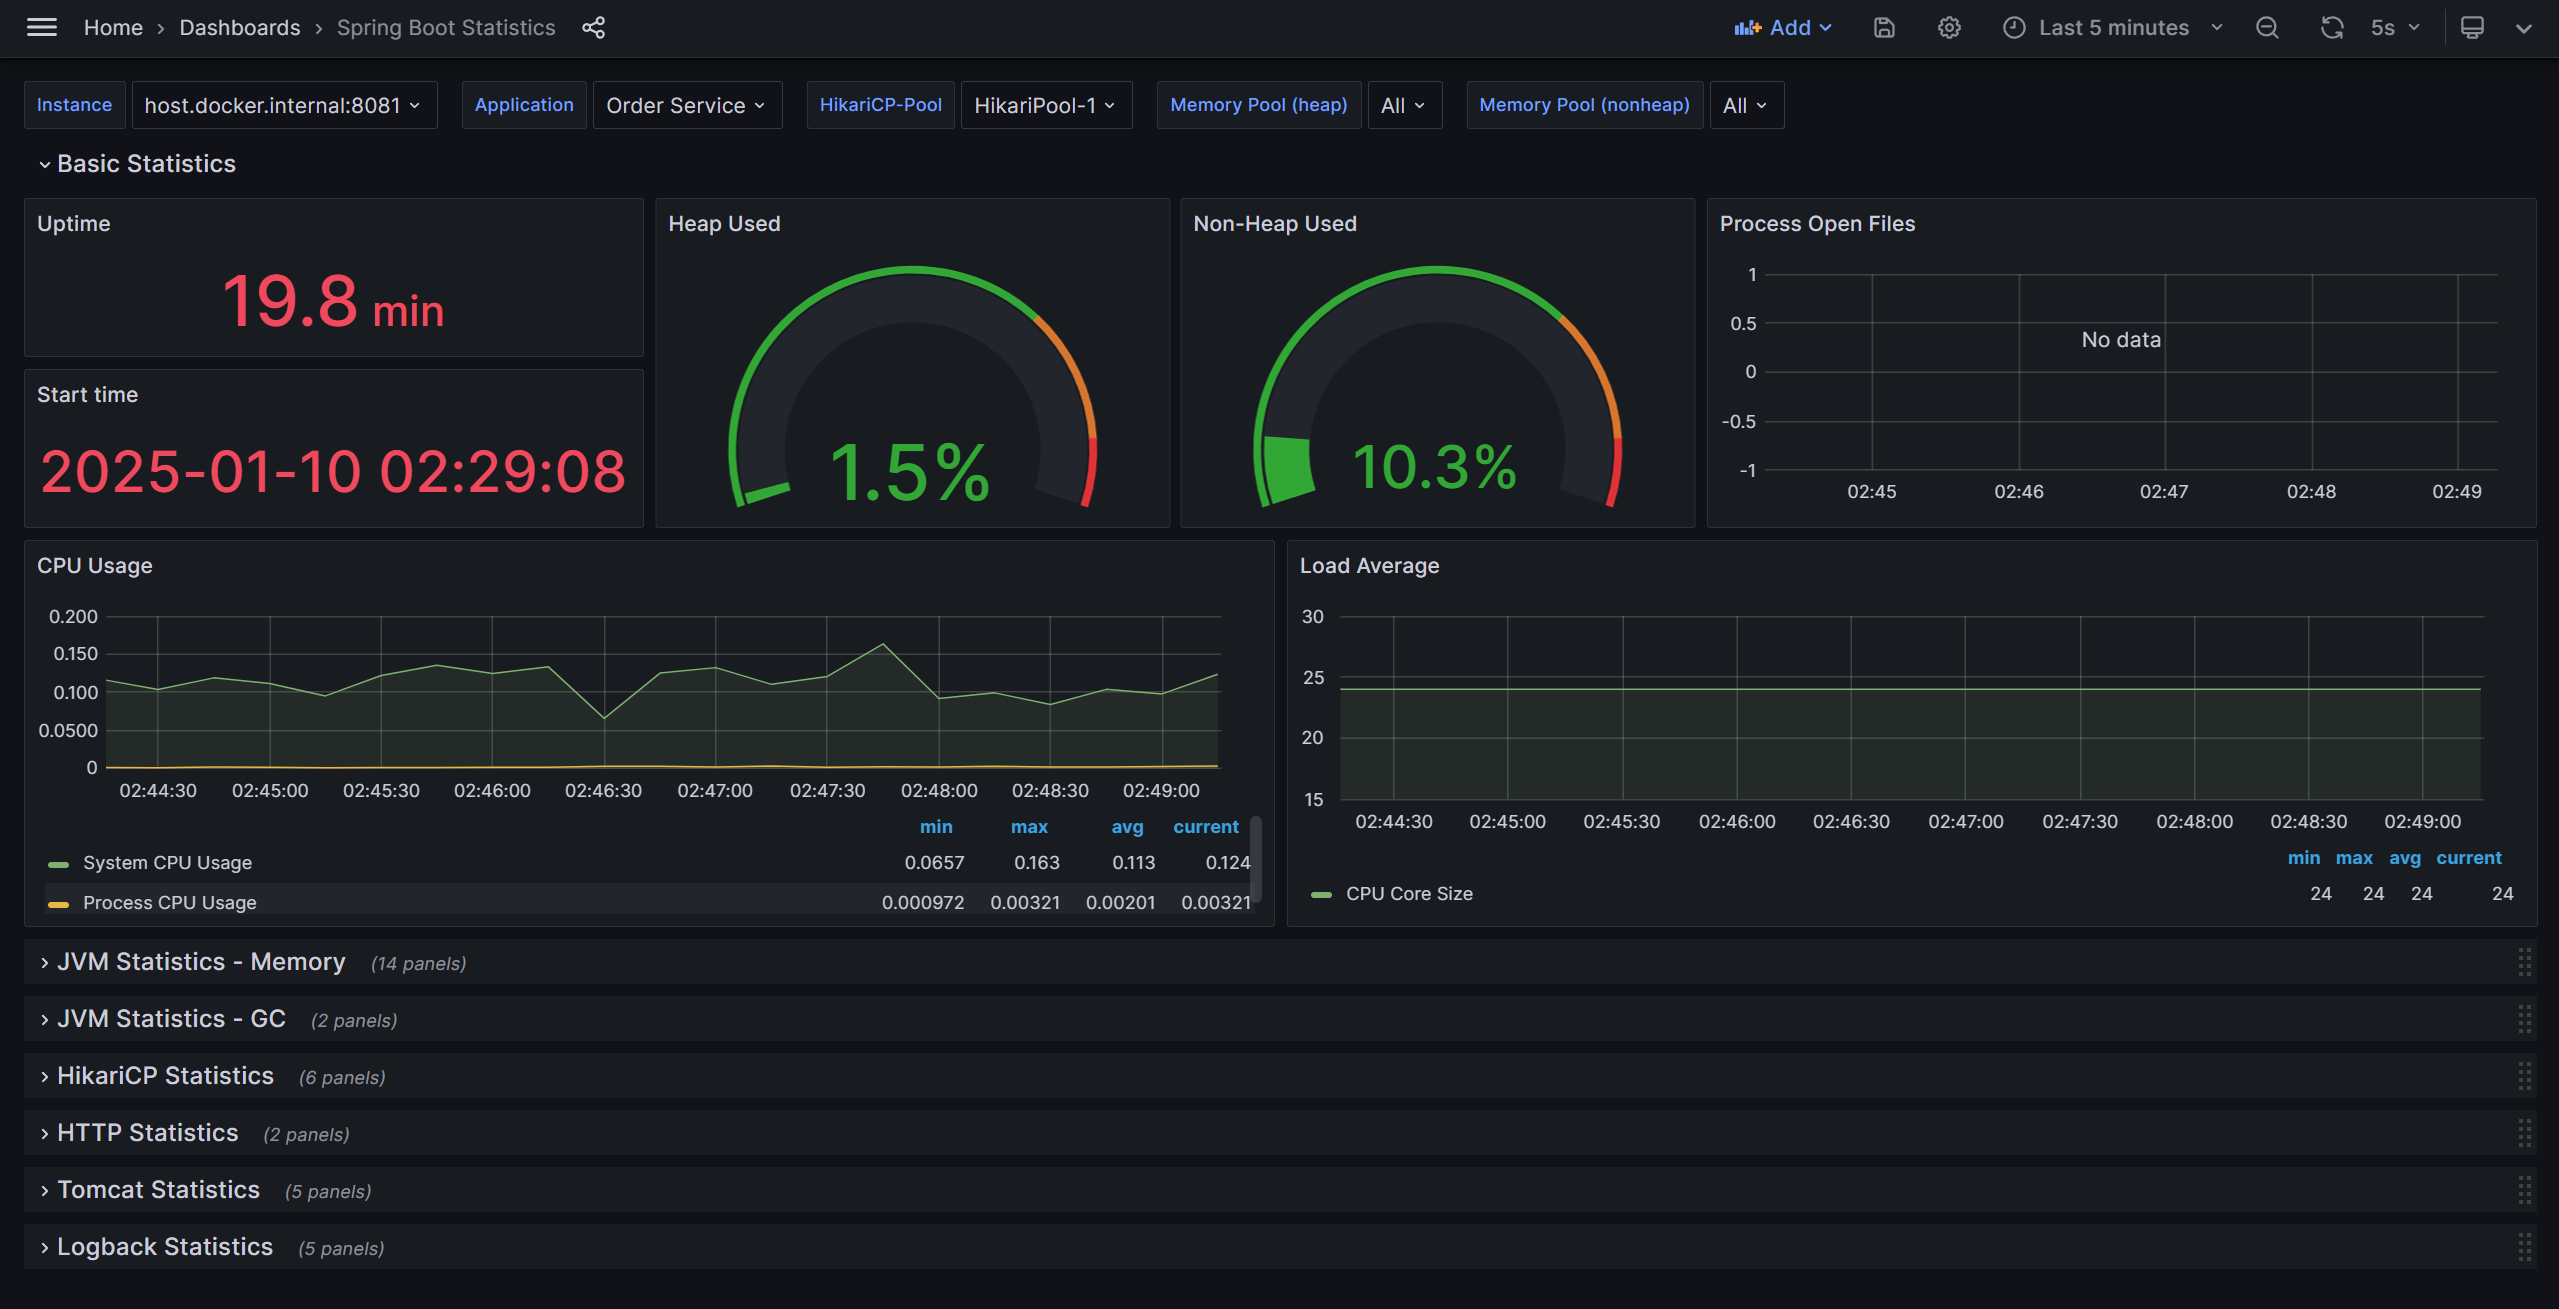 Home › Dashboards › Spring Boot Statistics
Add
Last 5 minutes
5s
Instance host.docker.internal:8081
Application Order Service
HikariCP-Pool HikariPool-1
Memory Pool (heap) All
Memory Pool (nonheap) All
Basic Statistics
Uptime
19.8 min
Start time
2025-01-10 02:29:08
Heap Used
1.5%
Non-Heap Used
10.3%
Process Open Files
1
0.5
0
-0.5
-1
No data
02:45 02:46 02:47 02:48 02:49
CPU Usage
0.200
0.150
0.100
0.0500
0
02:44:30 02:45:00 02:45:30 02:46:00 02:46:30 02:47:00 02:47:30 02:48:00 02:48:30 02:49:00
min max avg current
System CPU Usage 0.0657 0.163 0.113 0.124
Process CPU Usage 0.000972 0.00321 0.00201 0.00321
Load Average
30
25
20
15
02:44:30 02:45:00 02:45:30 02:46:00 02:46:30 02:47:00 02:47:30 02:48:00 02:48:30 02:49:00
min max avg current
CPU Core Size 24 24 24 24
JVM Statistics - Memory (14 panels)
JVM Statistics - GC (2 panels)
HikariCP Statistics (6 panels)
HTTP Statistics (2 panels)
Tomcat Statistics (5 panels)
Logback Statistics (5 panels)